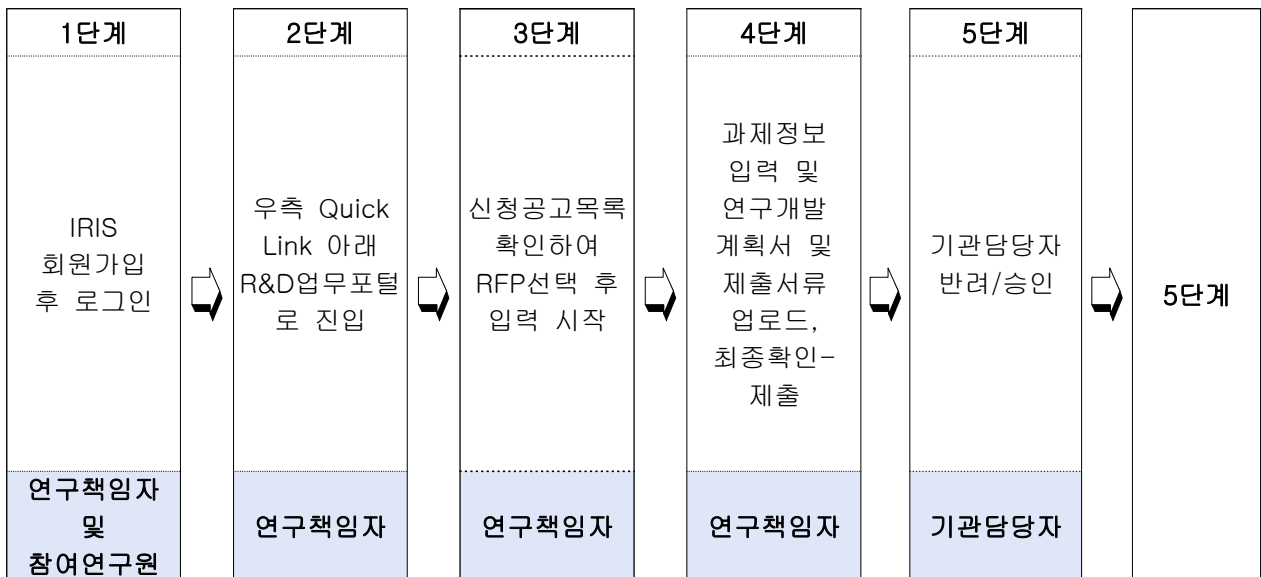 1단계
IRIS
회원가입
후 로그인
연구책임자
및
참여연구원
2단계
우측 Quick
Link 아래
R&D업무포털
로 진입
연구책임자
3단계
신청공고목록
확인하여
RFP선택 후
입력 시작
연구책임자
4단계
과제정보
입력 및
연구개발
계획서 및
제출서류
업로드,
최종확인-
제출
연구책임자
5단계
기관담당자
반려/승인
기관담당자
5단계